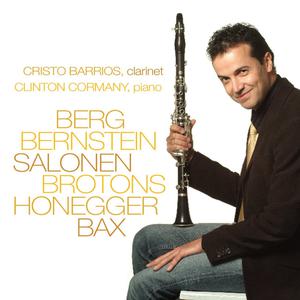 CRISTO BARRIOS, clarinet
CLINTON CORMANY, piano
BERG
BERNSTEIN
SALONEN
BROTONS
HONEGGER
BAX